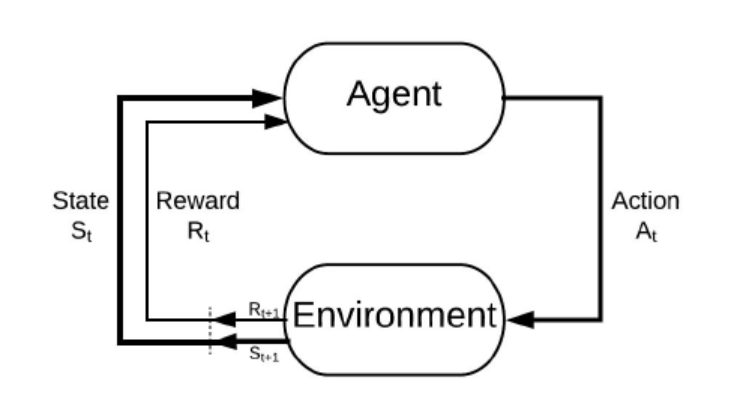 Agent
State
Sₜ
Reward
Rₜ
Action
Aₜ
Rₜ₊₁
Environment
Sₜ₊₁